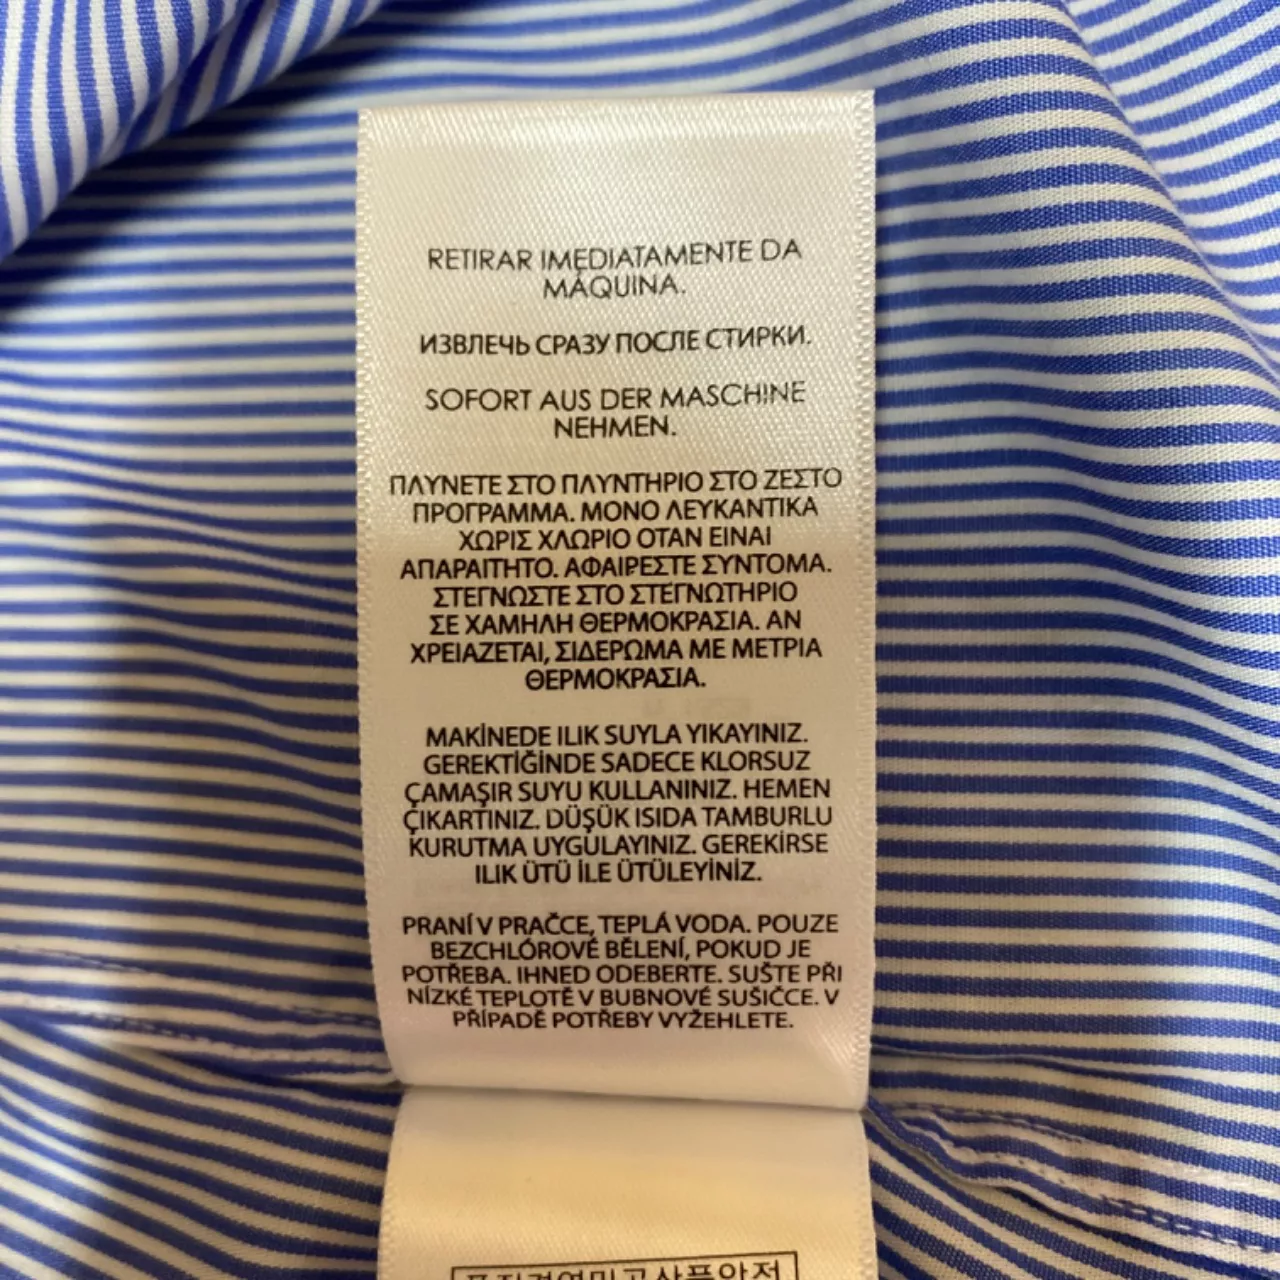 RETIRAR IMEDIATAMENTE DA
MÁQUINA.
ИЗВЛЕЧЬ СРАЗУ ПОСЛЕ СТИРКИ.
SOFORT AUS DER MASCHINE
NEHMEN.
ΠΛΥΝΕΤΕ ΣΤΟ ΠΛΥΝΤΗΡΙΟ ΣΤΟ ΖΕΣΤΟ
ΠΡΟΓΡΑΜΜΑ. ΜΟΝΟ ΛΕΥΚΑΝΤΙΚΑ
ΧΩΡΙΣ ΧΛΩΡΙΟ ΟΤΑΝ ΕΙΝΑΙ
ΑΠΑΡΑΙΤΗΤΟ. ΑΦΑΙΡΕΣΤΕ ΣΥΝΤΟΜΑ.
ΣΤΕΓΝΩΣΤΕ ΣΤΟ ΣΤΕΓΝΩΤΗΡΙΟ
ΣΕ ΧΑΜΗΛΗ ΘΕΡΜΟΚΡΑΣΙΑ. ΑΝ
ΧΡΕΙΑΖΕΤΑΙ, ΣΙΔΕΡΩΜΑ ΜΕ ΜΕΤΡΙΑ
ΘΕΡΜΟΚΡΑΣΙΑ.
MAKİNEDE ILIK SUYLA YIKAYINIZ.
GEREKTİĞİNDE SADECE KLORSUZ
ÇAMAŞIR SUYU KULLANINIZ. HEMEN
ÇIKARTINIZ. DÜŞÜK ISIDA TAMBURLU
KURUTMA UYGULAYINIZ. GEREKİRSE
ILIK ÜTÜ İLE ÜTÜLEYİNİZ.
PRANÍ V PRAČCE, TEPLÁ VODA. POUZE
BEZCHLÓROVÉ BĚLENÍ, POKUD JE
POTŘEBA. IHNED ODEBERTE. SUŠTE PŘI
NÍZKÉ TEPLOTĚ V BUBNOVÉ SUŠIČCE. V
PŘÍPADĚ POTŘEBY VYŽEHLETE.